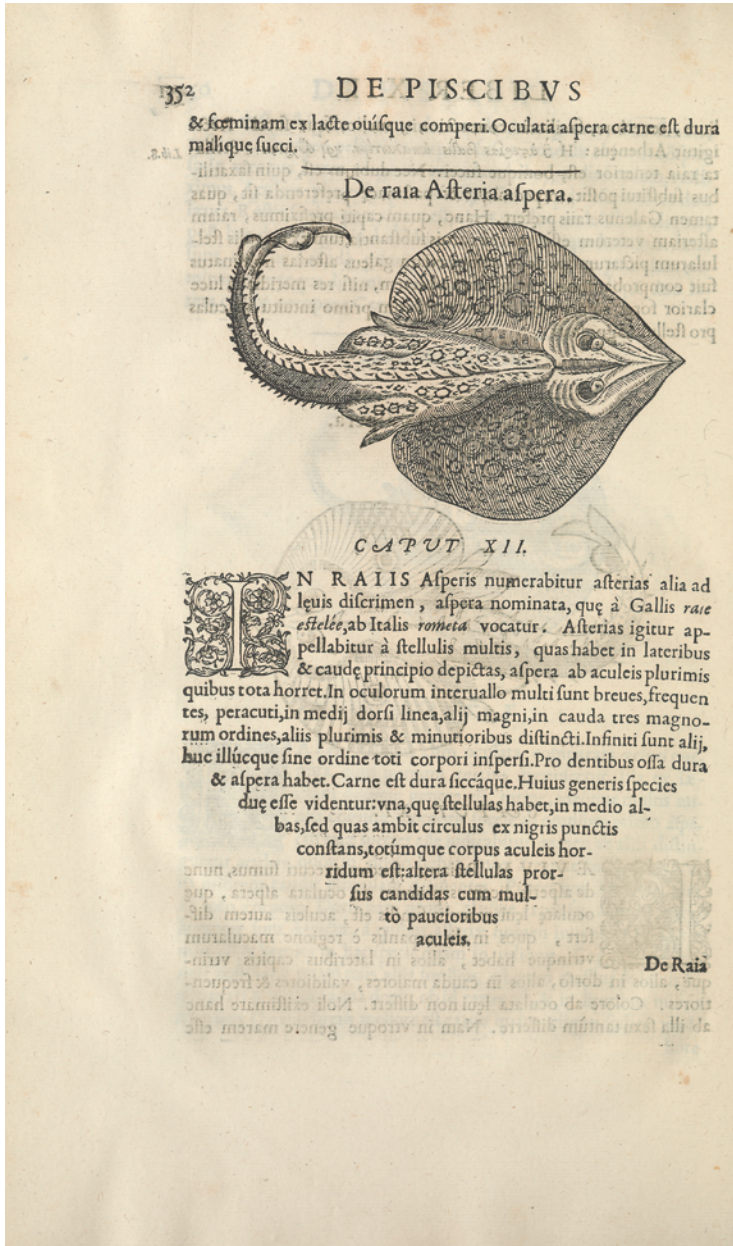 352
DE PISCIBVS
& fœminam ex lacte ouiſque comperi. Oculata aſpera carne eſt dura
malique ſucci.
De raia Aſteria aſpera.
CAPUT XII.
IN RAIIS Aſperis numerabitur aſterias alia ad
lęuis diſcrimen, aſpera nominata, quę à Gallis raie
eſtelée, ab Italis rometa vocatur. Aſterias igitur ap-
pellabitur à ſtellulis multis, quas habet in lateribus
& caudę principio depictas, aſpera ab aculeis plurimis
quibus tota horret. In oculorum interuallo multi ſunt breues, frequen
tes, peracuti, in medij dorſi linea, alij magni, in cauda tres magno-
rum ordines, aliis plurimis & minutioribus diſtincti. Infiniti ſunt alij,
huc illúcque ſine ordine toti corpori inſperſi. Pro dentibus oſſa dura
& aſpera habet. Carne eſt dura ſiccáque. Huius generis ſpecies
duę eſſe videntur: vna, quę ſtellulas habet, in medio al-
bas, ſed quas ambit circulus ex nigris punctis
conſtans, totúmque corpus aculeis hor-
ridum eſt: altera ſtellulas pror-
ſus candidas cum mul-
tò paucioribus
aculeis.
De Raia